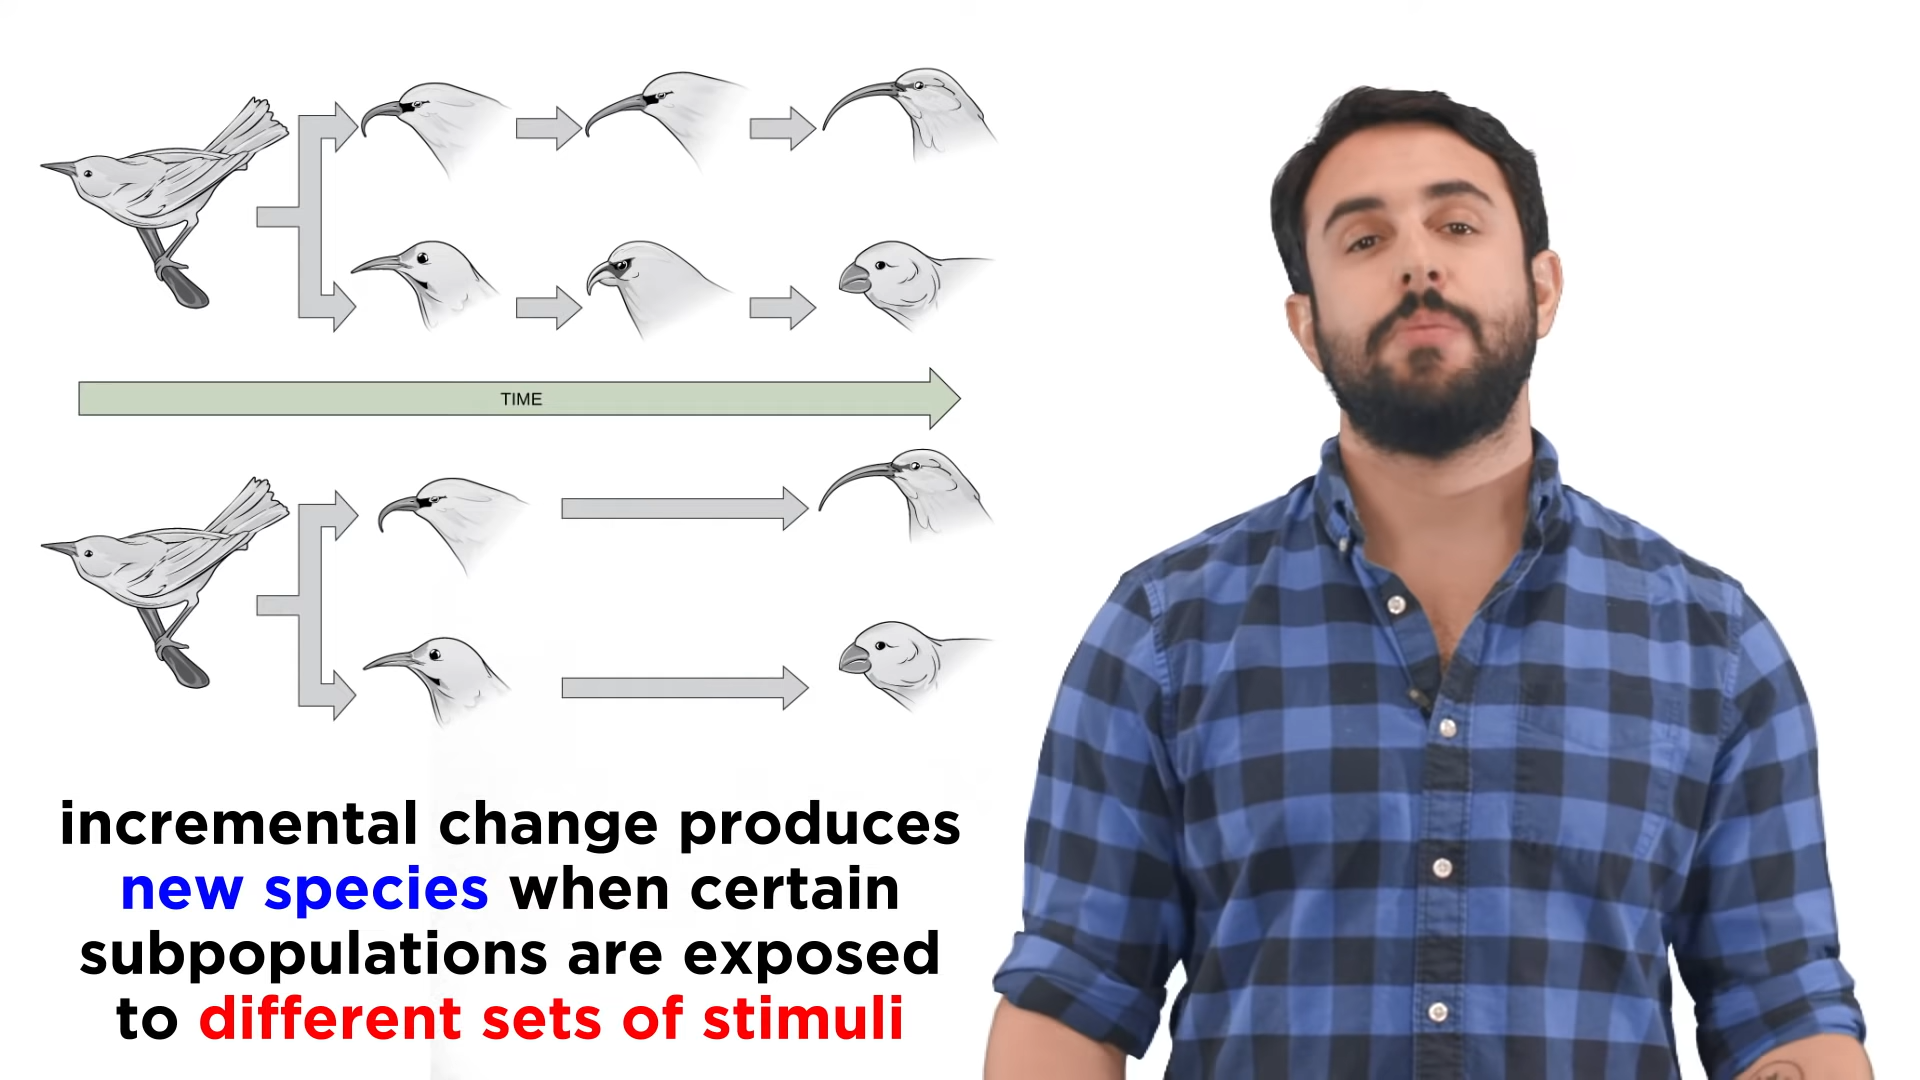 TIME
incremental change produces
new species when certain
subpopulations are exposed
to different sets of stimuli